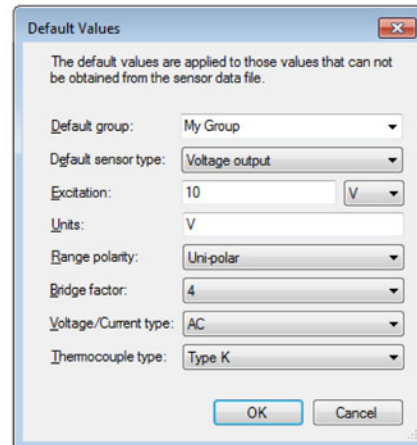 Default Values
The default values are applied to those values that can not
be obtained from the sensor data file.
Default group: My Group
Default sensor type: Voltage output
Excitation: 10 V
Units: V
Range polarity: Uni-polar
Bridge factor: 4
Voltage/Current type: AC
Thermocouple type: Type K
OK Cancel